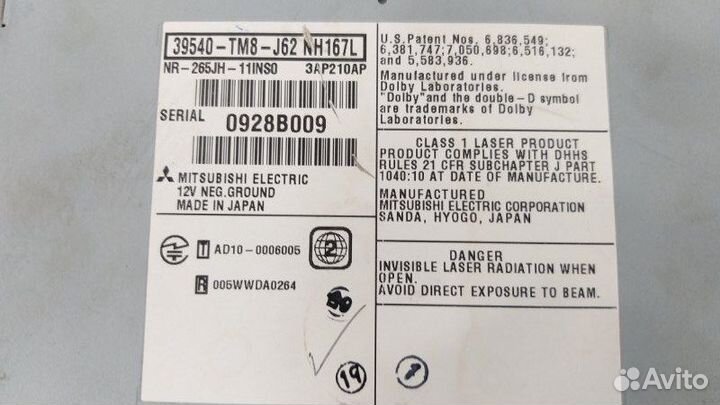 39540-TM8-J62 NH167L
NR-265JH-11INSO 3AP210AP
SERIAL 0928B009
MITSUBISHI ELECTRIC
12V NEG.GROUND
MADE IN JAPAN
T AD10-0006005
2
R 005WWDA0264
19
U.S.Patent Nos. 6,836,549;
6,381,747;7,050,698;6,516,132;
and 5,583,936.
Manufactured under license from
Dolby Laboratories.
"Dolby"and the double-D symbol
are trademarks of Dolby
Laboratories.
CLASS 1 LASER PRODUCT
PRODUCT COMPLIES WITH DHHS
RULES 21 CFR SUBCHAPTER J PART
1040:10 AT DATE OF MANUFACTURE.
MANUFACTURED
MITSUBISHI ELECTRIC CORPORATION
SANDA, HYOGO, JAPAN
DANGER
INVISIBLE LASER RADIATION WHEN
OPEN.
AVOID DIRECT EXPOSURE TO BEAM.
1
Avito